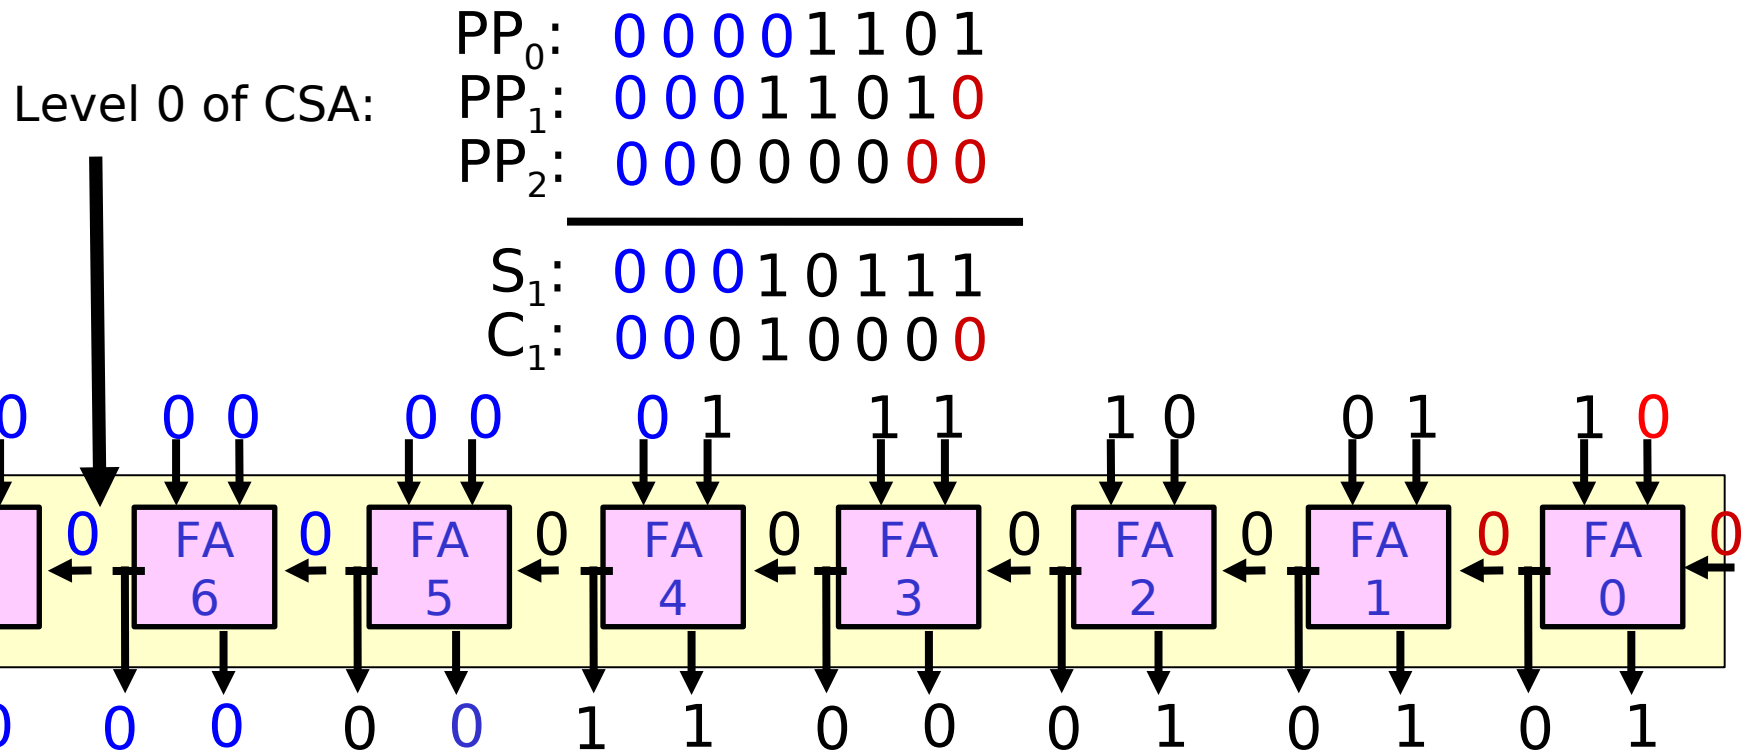 PP0: 0 0 0 0 1 1 0 1
Level 0 of CSA:
PP1: 0 0 0 1 1 0 1 0
PP2: 0 0 0 0 0 0 0 0
S1: 0 0 0 1 0 1 1 1
C1: 0 0 0 1 0 0 0 0
0 0 0 0 0 0 1 1 1 1 0 0 1 1 0
0 0 0 0 0 0 0 0
FA FA FA FA FA FA FA
6 5 4 3 2 1 0
0 0 0 0 0 1 1 0 0 0 1 0 1 0 1